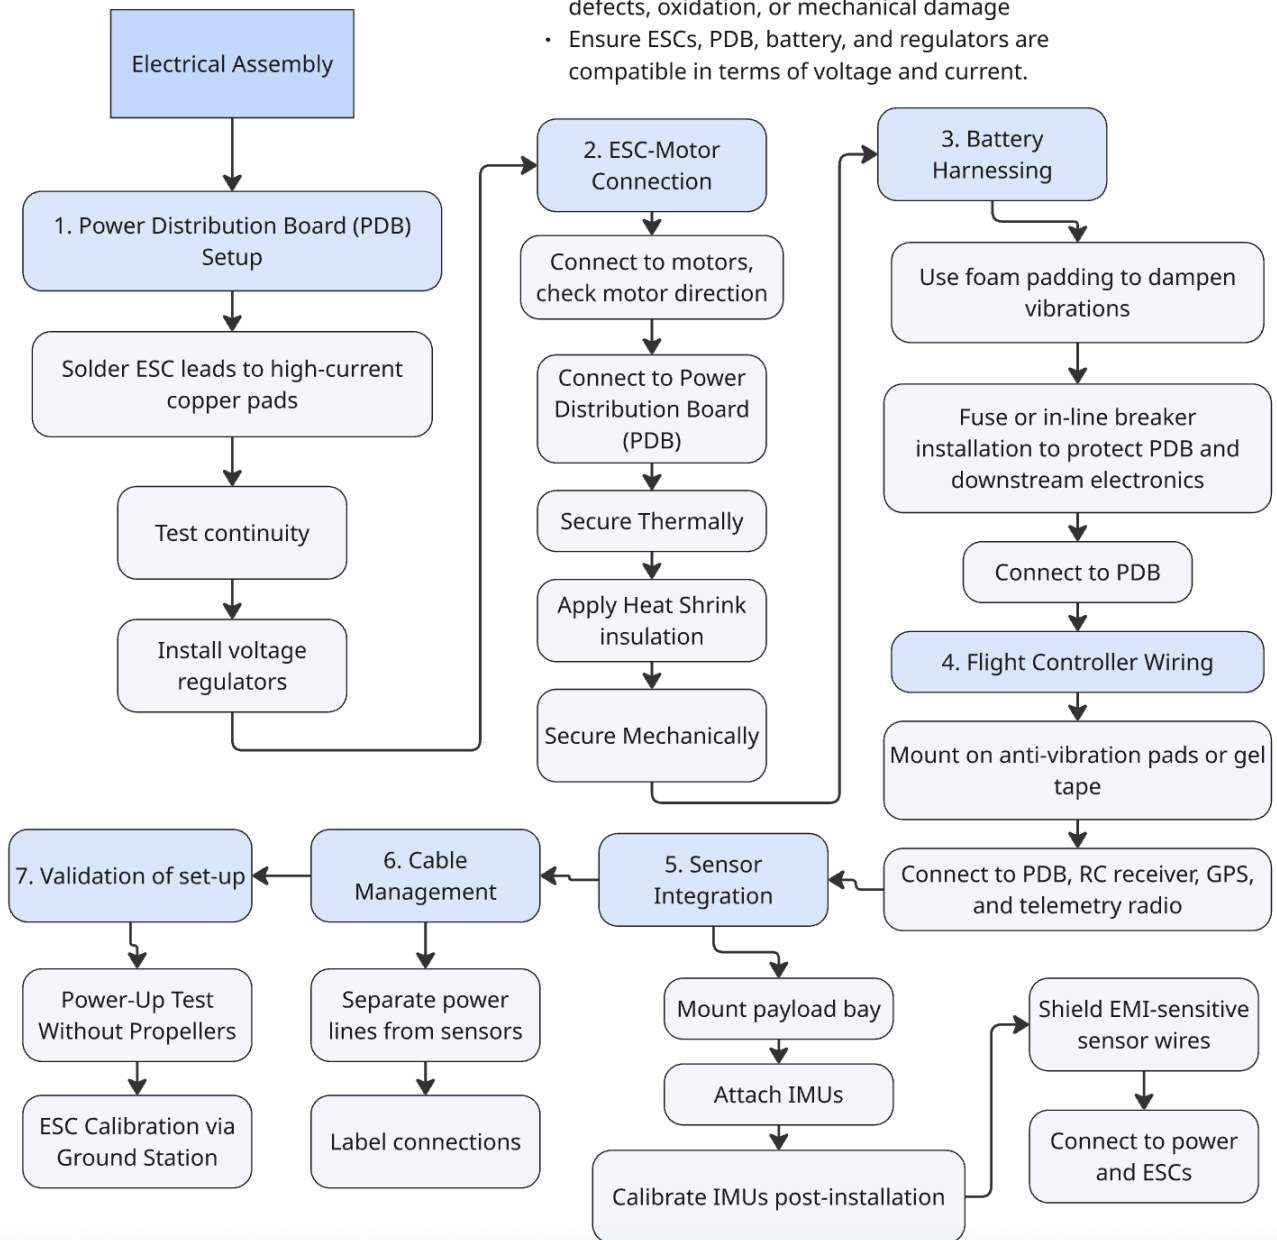 defects, oxidation, or mechanical damage
• Ensure ESCs, PDB, battery, and regulators are
compatible in terms of voltage and current.
Electrical Assembly
1. Power Distribution Board (PDB)
Setup
Solder ESC leads to high-current
copper pads
Test continuity
Install voltage
regulators
2. ESC-Motor
Connection
Connect to motors,
check motor direction
Connect to Power
Distribution Board
(PDB)
Secure Thermally
Apply Heat Shrink
insulation
Secure Mechanically
3. Battery
Harnessing
Use foam padding to dampen
vibrations
Fuse or in-line breaker
installation to protect PDB and
downstream electronics
Connect to PDB
4. Flight Controller Wiring
Mount on anti-vibration pads or gel
tape
Connect to PDB, RC receiver, GPS,
and telemetry radio
5. Sensor
Integration
Mount payload bay
Attach IMUs
Calibrate IMUs post-installation
Shield EMI-sensitive
sensor wires
Connect to power
and ESCs
6. Cable
Management
Separate power
lines from sensors
Label connections
7. Validation of set-up
Power-Up Test
Without Propellers
ESC Calibration via
Ground Station